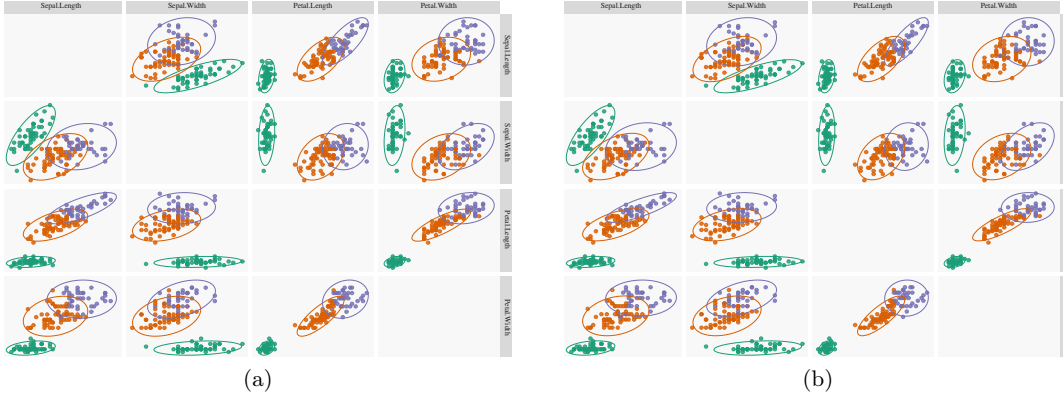 Sepal.Length Sepal.Width Petal.Length Petal.Width
Sepal.Length
Sepal.Width
Petal.Length
Petal.Width
(a)
Sepal.Length Sepal.Width Petal.Length Petal.Width
(b)